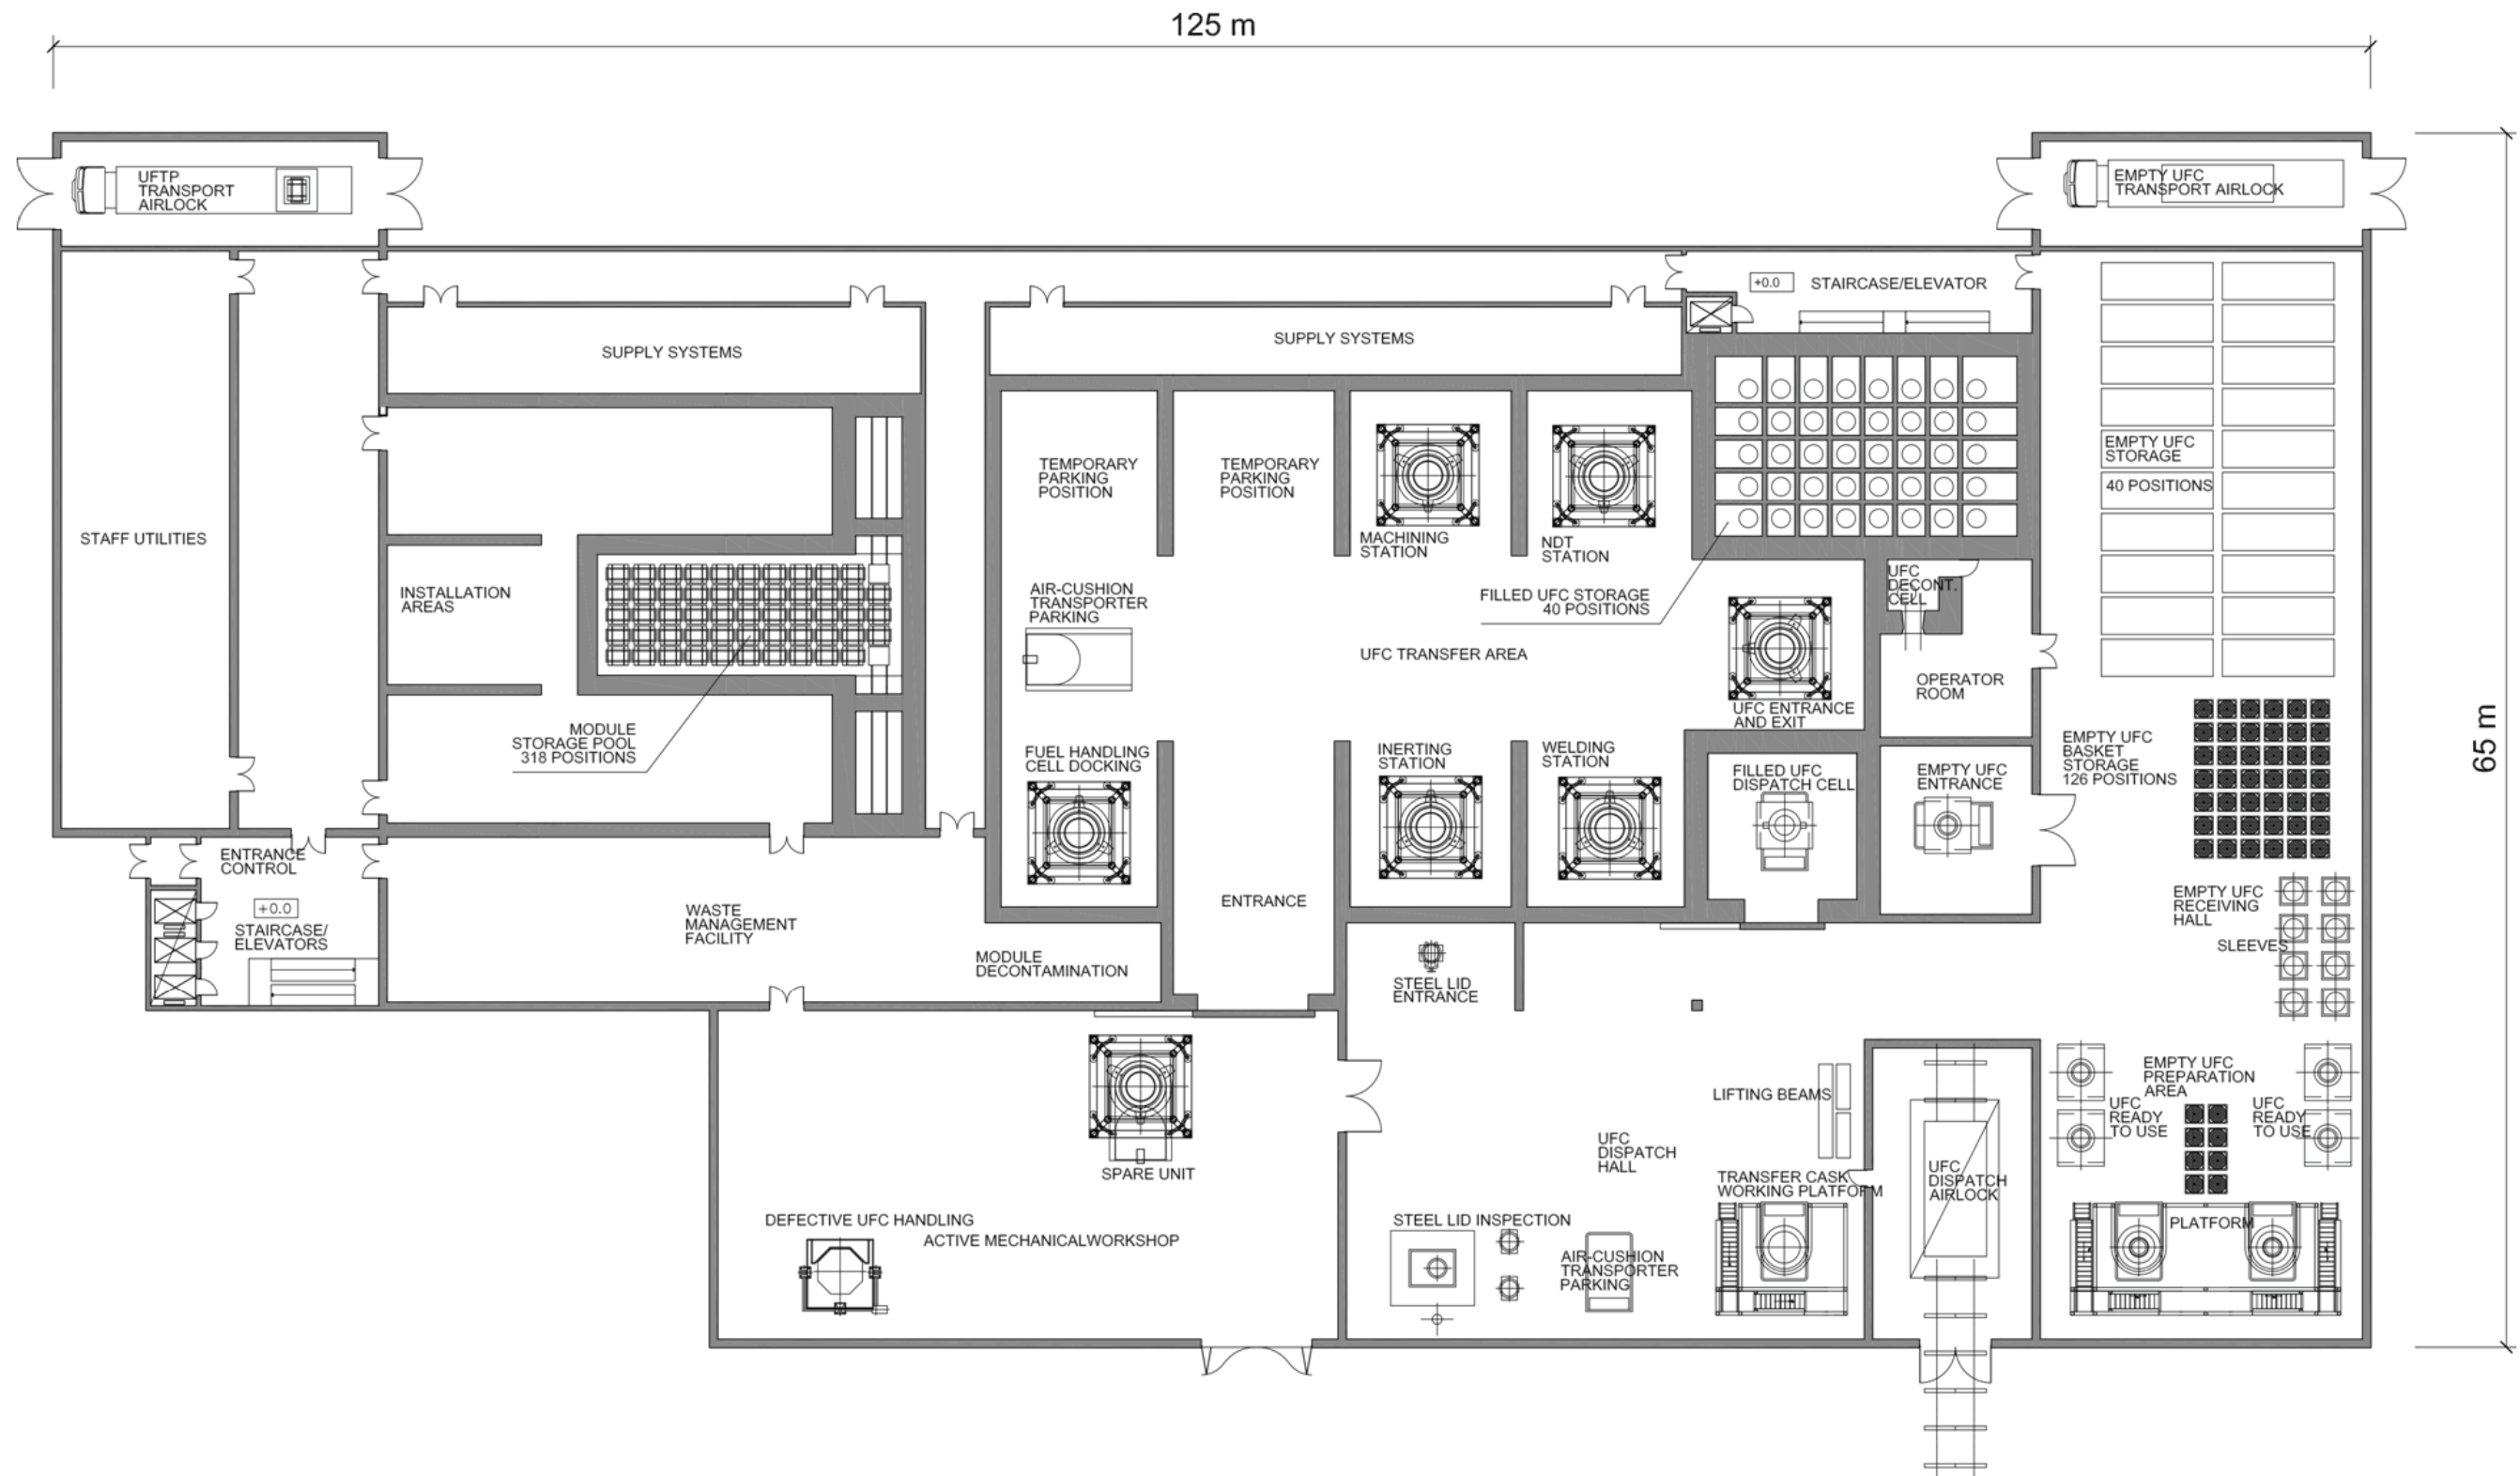 125 m
UFTP
TRANSPORT
AIRLOCK
EMPTY UFC
TRANSPORT AIRLOCK
+0.0
STAIRCASE/ELEVATOR
SUPPLY SYSTEMS
SUPPLY SYSTEMS
STAFF UTILITIES
INSTALLATION
AREAS
MODULE
STORAGE POOL
318 POSITIONS
TEMPORARY
PARKING
POSITION
TEMPORARY
PARKING
POSITION
MACHINING
STATION
NDT
STATION
EMPTY UFC
STORAGE
40 POSITIONS
AIR-CUSHION
TRANSPORTER
PARKING
FILLED UFC STORAGE
40 POSITIONS
UFC
DECONT.
CELL
UFC TRANSFER AREA
OPERATOR
ROOM
UFC ENTRANCE
AND EXIT
65 m
FUEL HANDLING
CELL DOCKING
INERTING
STATION
WELDING
STATION
FILLED UFC
DISPATCH CELL
EMPTY UFC
ENTRANCE
EMPTY UFC
BASKET
STORAGE
126 POSITIONS
ENTRANCE
CONTROL
+0.0
STAIRCASE/
ELEVATORS
WASTE
MANAGEMENT
FACILITY
MODULE
DECONTAMINATION
ENTRANCE
EMPTY UFC
RECEIVING
HALL
SLEEVES
STEEL LID
ENTRANCE
SPARE UNIT
LIFTING BEAMS
UFC
DISPATCH
HALL
EMPTY UFC
PREPARATION
AREA
UFC
READY
TO USE
UFC
READY
TO USE
TRANSFER CASK
WORKING PLATFORM
UFC
DISPATCH
AIRLOCK
PLATFORM
DEFECTIVE UFC HANDLING
ACTIVE MECHANICALWORKSHOP
STEEL LID INSPECTION
AIR-CUSHION
TRANSPORTER
PARKING